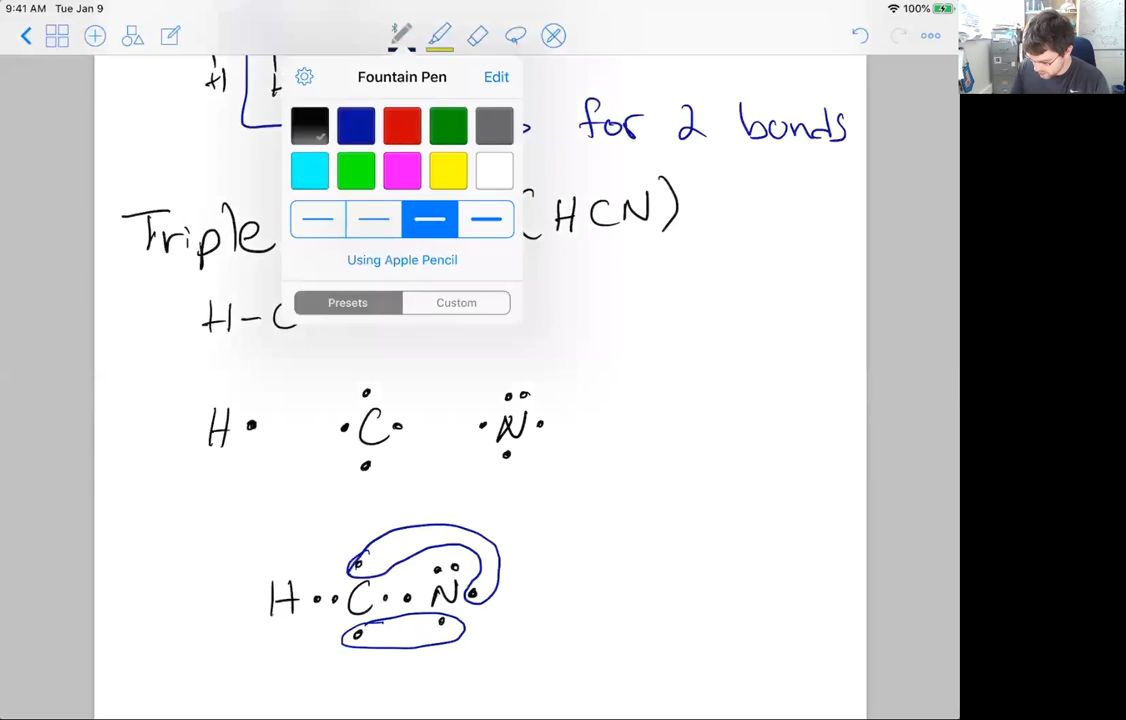 9:41 AM Tue Jan 9
100%
Fountain Pen
Edit
H
for 2 bonds
Triple
HCN)
Using Apple Pencil
Presets
Custom
H-C
H· ·C· ·N·
H··C··N·